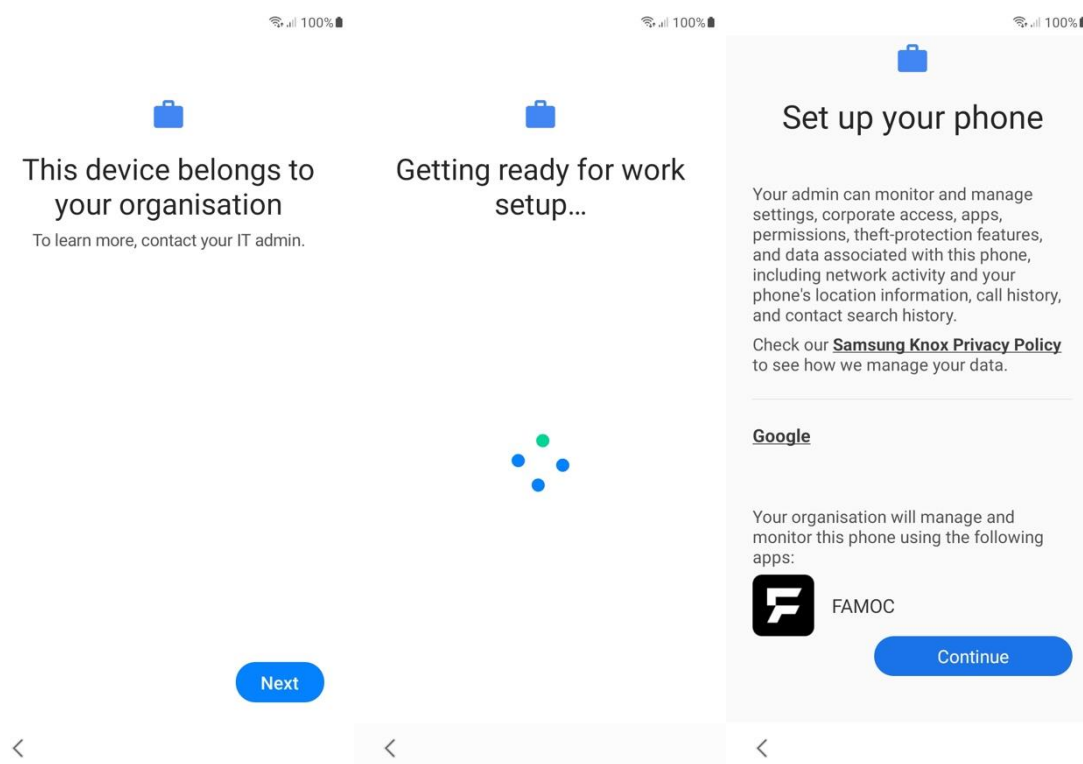 100%
This device belongs to
your organisation
To learn more, contact your IT admin.
Next
100%
Getting ready for work
setup...
100%
Set up your phone
Your admin can monitor and manage
settings, corporate access, apps,
permissions, theft-protection features,
and data associated with this phone,
including network activity and your
phone's location information, call history,
and contact search history.
Check our Samsung Knox Privacy Policy
to see how we manage your data.
Google
Your organisation will manage and
monitor this phone using the following
apps:
FAMOC
Continue